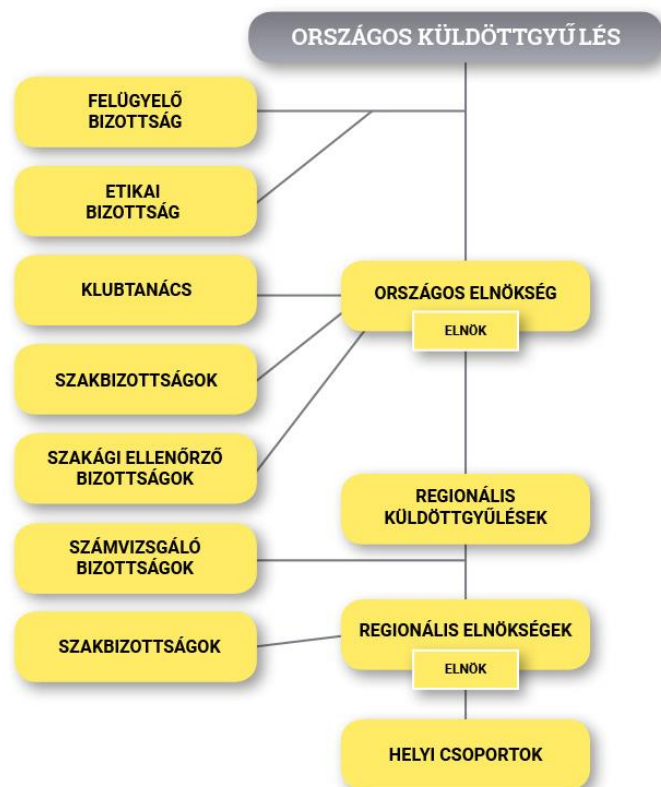 ORSZÁGOS KÜLDÖTTGYŰLÉS
FELÜGYELŐ
BIZOTTSÁG
ETIKAI
BIZOTTSÁG
KLUBTANÁCS
ORSZÁGOS ELNÖKSÉG
ELNÖK
SZAKBIZOTTSÁGOK
SZAKÁGI ELLENŐRZŐ
BIZOTTSÁGOK
REGIONÁLIS
KÜLDÖTTGYŰLÉSEK
SZÁMVIZSGÁLÓ
BIZOTTSÁGOK
REGIONÁLIS ELNÖKSÉGEK
ELNÖK
SZAKBIZOTTSÁGOK
HELYI CSOPORTOK